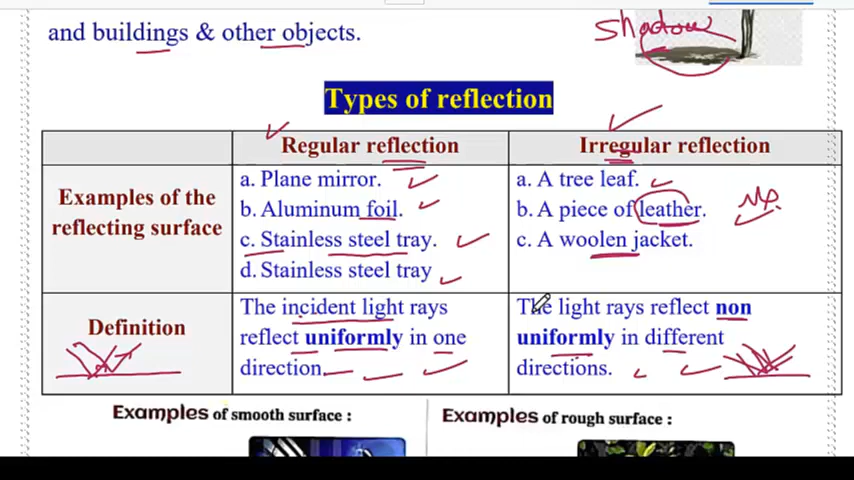 and buildings & other objects.
shadow
Types of reflection
Regular reflection
Irregular reflection
Examples of the reflecting surface
a. Plane mirror.
b. Aluminum foil.
c. Stainless steel tray.
d. Stainless steel tray
a. A tree leaf.
b. A piece of leather.
c. A woolen jacket.
Definition
The incident light rays
reflect uniformly in one
direction.
The light rays reflect non
uniformly in different
directions.
Examples of smooth surface :
Examples of rough surface :